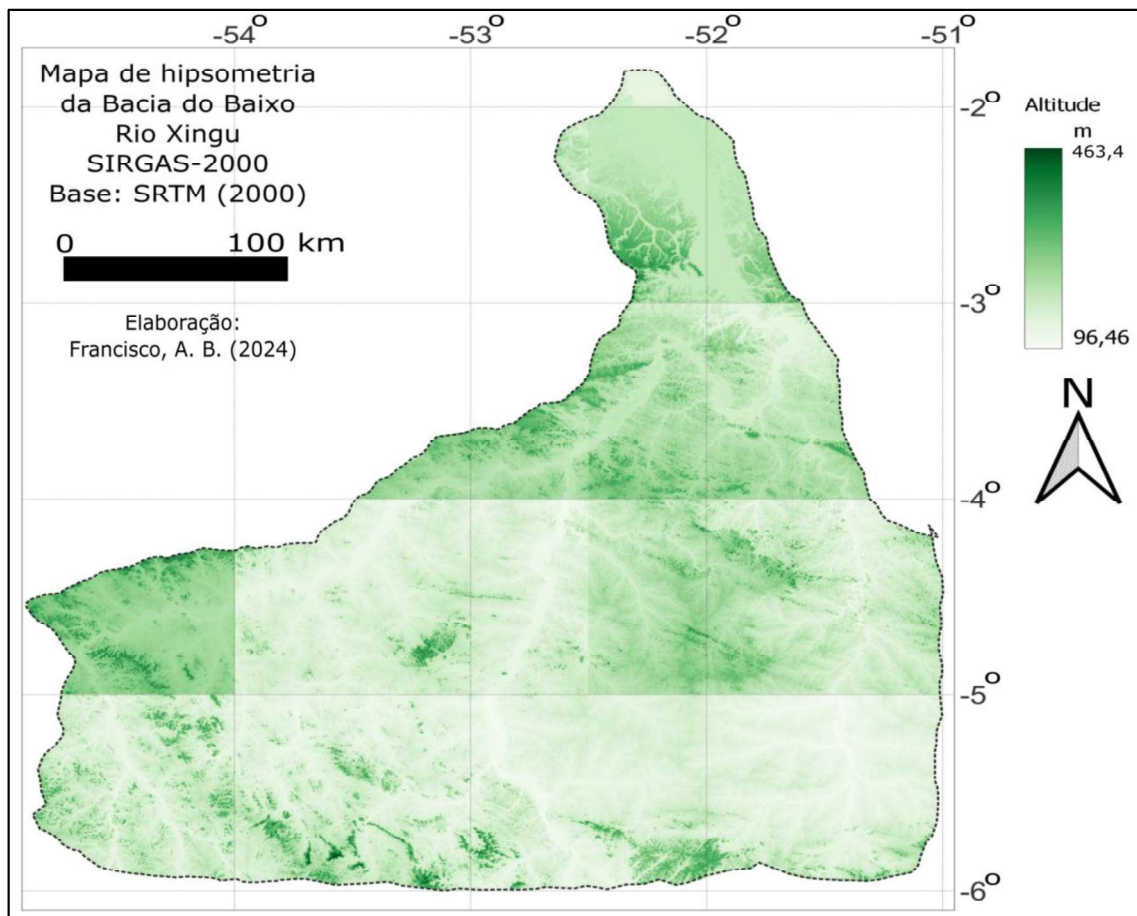 -54°
-53°
-52°
-51°
Mapa de hipsometria
da Bacia do Baixo
Rio Xingu
SIRGAS-2000
Base: SRTM (2000)
0 100 km
Elaboração:
Francisco, A. B. (2024)
-2°
-3°
-4°
-5°
-6°
Altitude
m
463,4
96,46
N